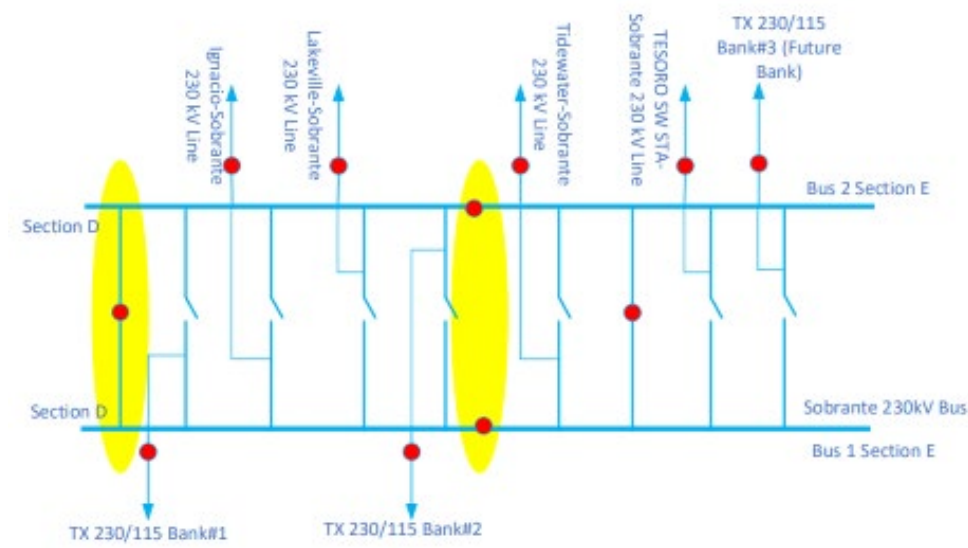 Ignacio-Sobrante
230 kV Line
Lakeville-Sobrante
230 kV Line
Tidewater-Sobrante
230 kV Line
TESORO SW STA-
Sobrante 230 kV Line
TX 230/115
Bank#3 (Future
Bank)
Bus 2 Section E
Section D
Section D
Sobrante 230kV Bus
Bus 1 Section E
TX 230/115 Bank#1
TX 230/115 Bank#2